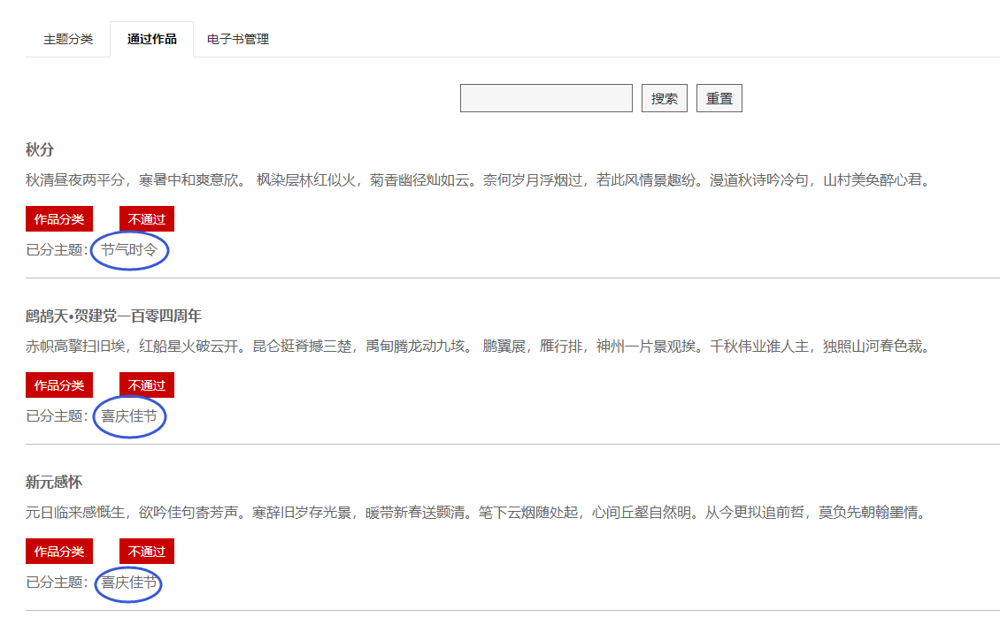 主题分类 通过作品 电子书管理
搜索 重置
秋分
秋清昼夜两平分，寒暑中和爽意欣。 枫染层林红似火，菊香幽径灿如云。奈何岁月浮烟过，若此风情景趣纷。漫道秋诗吟冷句，山村美奂醉心君。
作品分类 不通过
已分主题： 节气时令
鹧鸪天•贺建党一百零四周年
赤帜高擎扫旧埃，红船星火破云开。昆仑挺脊撼三楚，禹甸腾龙动九垓。 鹏翼展，雁行排，神州一片景观挨。千秋伟业谁人主，独照山河春色裁。
作品分类 不通过
已分主题： 喜庆佳节
新元感怀
元日临来感慨生，欲吟佳句寄芳声。寒辞旧岁存光景，暖带新春送颢清。笔下云烟随处起，心间丘壑自然明。从今更拟追前哲，莫负先朝翰墨情。
作品分类 不通过
已分主题： 喜庆佳节